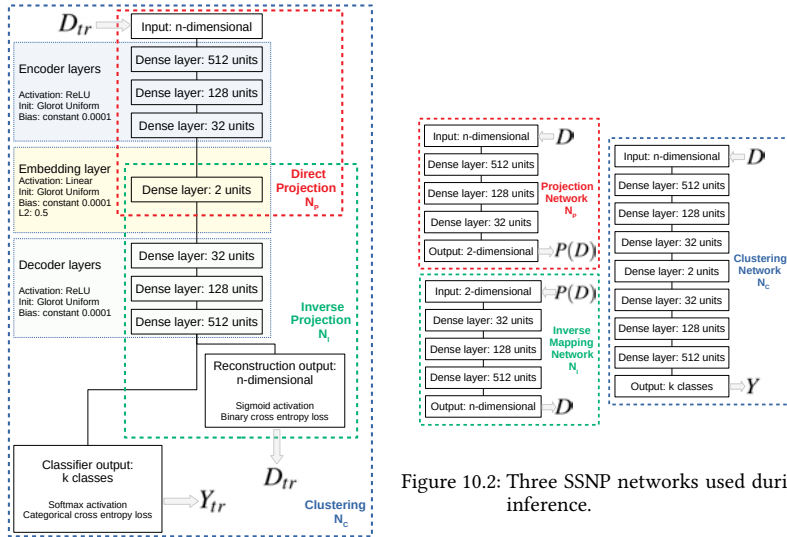 D_tr
Input: n-dimensional
Encoder layers
Activation: ReLU
Init: Glorot Uniform
Bias: constant 0.0001
Dense layer: 512 units
Dense layer: 128 units
Dense layer: 32 units
Embedding layer
Activation: Linear
Init: Glorot Uniform
Bias: constant 0.0001
L2: 0.5
Dense layer: 2 units
Direct
Projection
N_P
Decoder layers
Activation: ReLU
Init: Glorot Uniform
Bias: constant 0.0001
Dense layer: 32 units
Dense layer: 128 units
Dense layer: 512 units
Inverse
Projection
N_I
Reconstruction output:
n-dimensional
Sigmoid activation
Binary cross entropy loss
D_tr
Classifier output:
k classes
Softmax activation
Categorical cross entropy loss
Y_tr
Clustering
N_C
Input: n-dimensional
D
Dense layer: 512 units
Dense layer: 128 units
Dense layer: 32 units
Output: 2-dimensional
P(D)
Projection
Network
N_P
Input: 2-dimensional
P(D)
Dense layer: 32 units
Dense layer: 128 units
Dense layer: 512 units
Output: n-dimensional
D
Inverse
Mapping
Network
N_I
Input: n-dimensional
D
Dense layer: 512 units
Dense layer: 128 units
Dense layer: 32 units
Dense layer: 2 units
Dense layer: 32 units
Dense layer: 128 units
Dense layer: 512 units
Output: k classes
Y
Clustering
Network
N_C
Figure 10.2: Three SSNP networks used duri
inference.